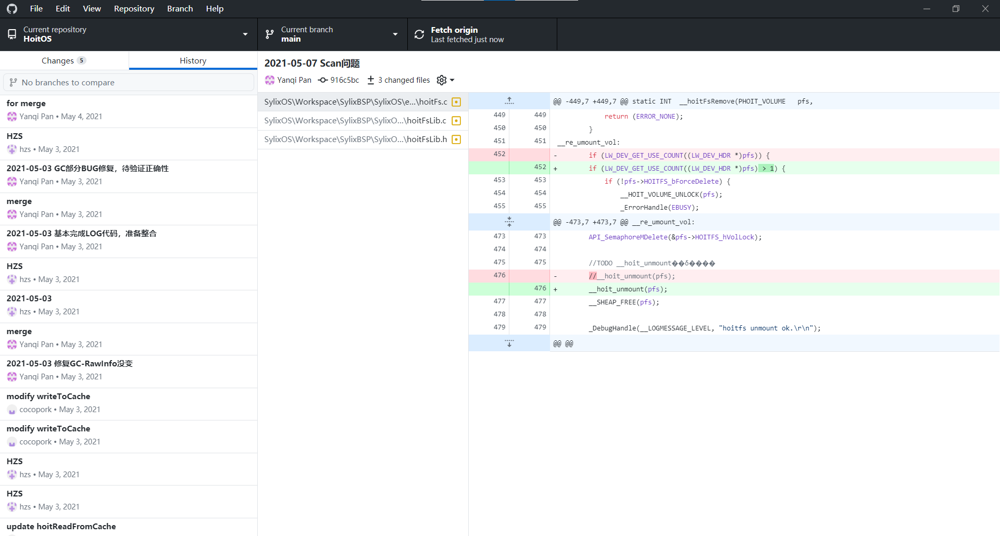 File Edit View Repository Branch Help
Current repository
HoitOS
Current branch
main
Fetch origin
Last fetched just now
Changes 5
History
No branches to compare
for merge
Yanqi Pan • May 4, 2021
HZS
hzs • May 3, 2021
2021-05-03 GC部分BUG修复，待验证正确性
Yanqi Pan • May 3, 2021
merge
Yanqi Pan • May 3, 2021
2021-05-03 基本完成LOG代码，准备整合
Yanqi Pan • May 3, 2021
HZS
hzs • May 3, 2021
2021-05-03
hzs • May 3, 2021
merge
Yanqi Pan • May 3, 2021
2021-05-03 修复GC-RawInfo没变
Yanqi Pan • May 3, 2021
modify writeToCache
cocopork • May 3, 2021
modify writeToCache
cocopork • May 3, 2021
HZS
hzs • May 3, 2021
HZS
hzs • May 3, 2021
update hoitReadFromCache
2021-05-07 Scan问题
Yanqi Pan 916c5bc 3 changed files
SylixOS\Workspace\SylixBSP\SylixOS\e...\hoitFs.c
SylixOS\Workspace\SylixBSP\SylixO...\hoitFsLib.c
SylixOS\Workspace\SylixBSP\SylixO...\hoitFsLib.h
@@ -449,7 +449,7 @@ static INT  __hoitFsRemove(PHOIT_VOLUME   pfs,
449 449 return (ERROR_NONE);
450 450 }
451 451 __re_umount_vol:
452 - if (LW_DEV_GET_USE_COUNT((LW_DEV_HDR *)pfs)) {
452 + if (LW_DEV_GET_USE_COUNT((LW_DEV_HDR *)pfs) > 1) {
453 453 if (!pfs->HOITFS_bForceDelete) {
454 454 __HOIT_VOLUME_UNLOCK(pfs);
455 455 _ErrorHandle(EBUSY);
@@ -473,7 +473,7 @@ __re_umount_vol:
473 473 API_SemaphoreMDelete(&pfs->HOITFS_hVolLock);
474 474
475 475 //TODO __hoit_unmount��δ����
476 - //__hoit_unmount(pfs);
476 + __hoit_unmount(pfs);
477 477 __SHEAP_FREE(pfs);
478 478
479 479 _DebugHandle(__LOGMESSAGE_LEVEL, "hoitfs unmount ok.\r\n");
@@ @@